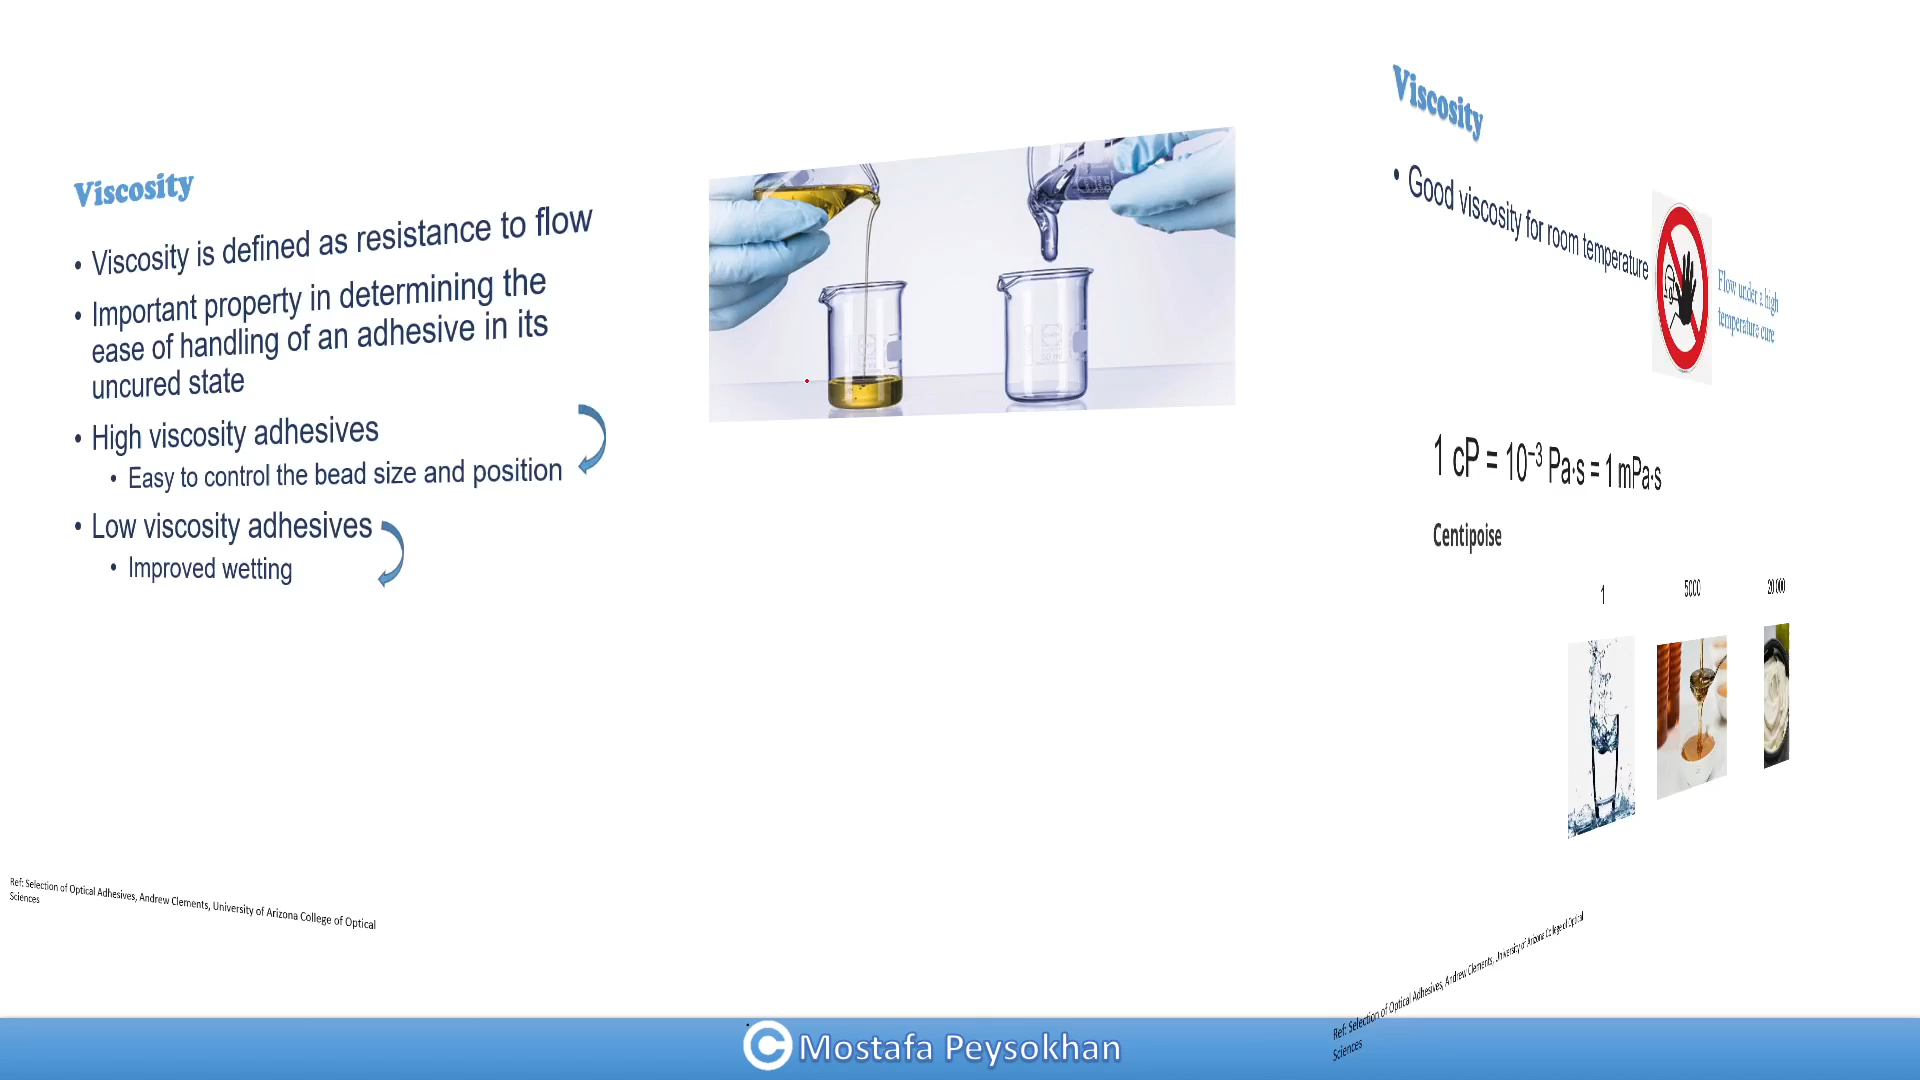 Viscosity
• Viscosity is defined as resistance to flow
• Important property in determining the
ease of handling of an adhesive in its
uncured state
• High viscosity adhesives
• Easy to control the bead size and position
• Low viscosity adhesives
• Improved wetting
Ref: Selection of Optical Adhesives, Andrew Clements, University of Arizona College of Optical
Sciences
Viscosity
• Good viscosity for room temperature
Flow under a high
temperature cure
1 cP = 10⁻³ Pa·s = 1 mPa·s
Centipoise
1 5000 20 000
Ref: Selection of Optical Adhesives, Andrew Clements, University of Arizona College of Optical
Sciences
© Mostafa Peysokhan